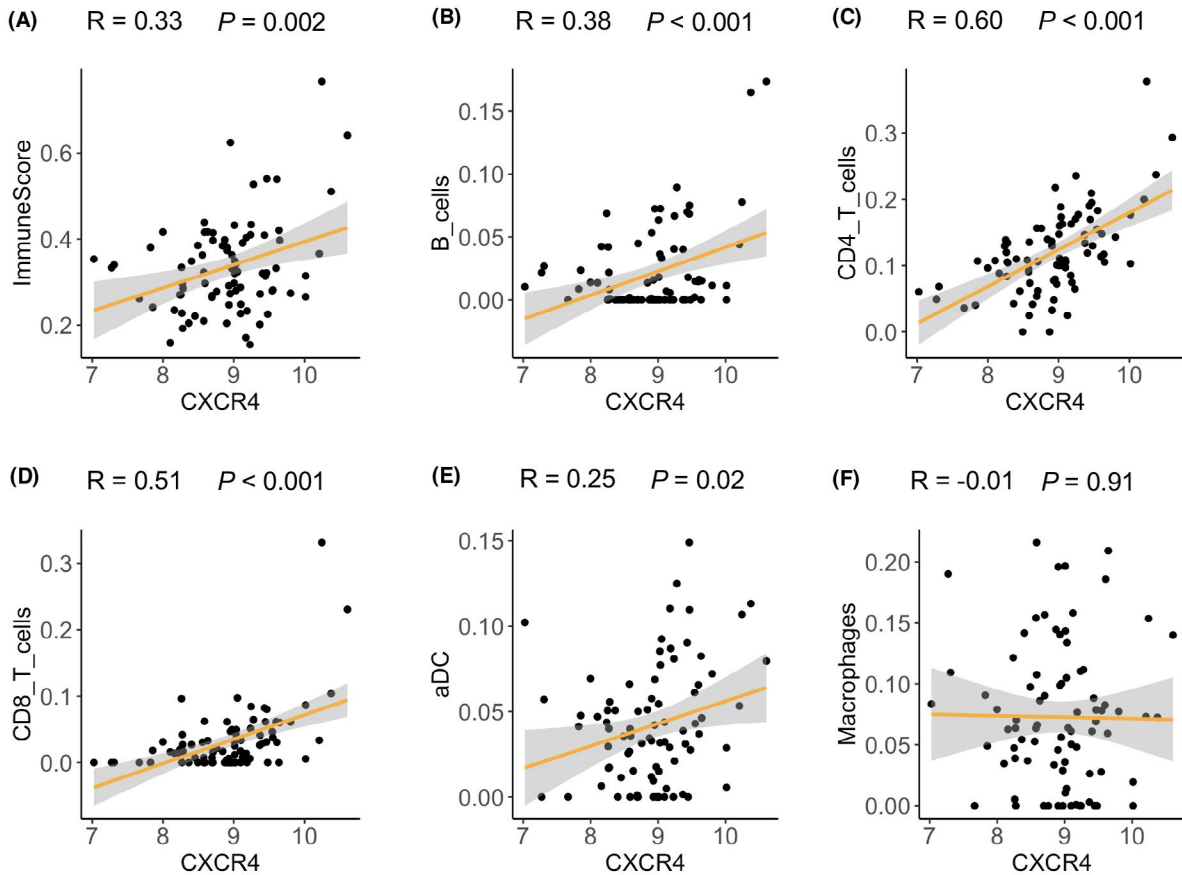 (A) R = 0.33 P = 0.002
ImmuneScore
0.6
0.4
0.2
7 8 9 10
CXCR4
(B) R = 0.38 P < 0.001
B_cells
0.15
0.10
0.05
0.00
7 8 9 10
CXCR4
(C) R = 0.60 P < 0.001
CD4_T_cells
0.3
0.2
0.1
0.0
7 8 9 10
CXCR4
(D) R = 0.51 P < 0.001
CD8_T_cells
0.3
0.2
0.1
0.0
7 8 9 10
CXCR4
(E) R = 0.25 P = 0.02
aDC
0.15
0.10
0.05
0.00
7 8 9 10
CXCR4
(F) R = -0.01 P = 0.91
Macrophages
0.20
0.15
0.10
0.05
0.00
7 8 9 10
CXCR4